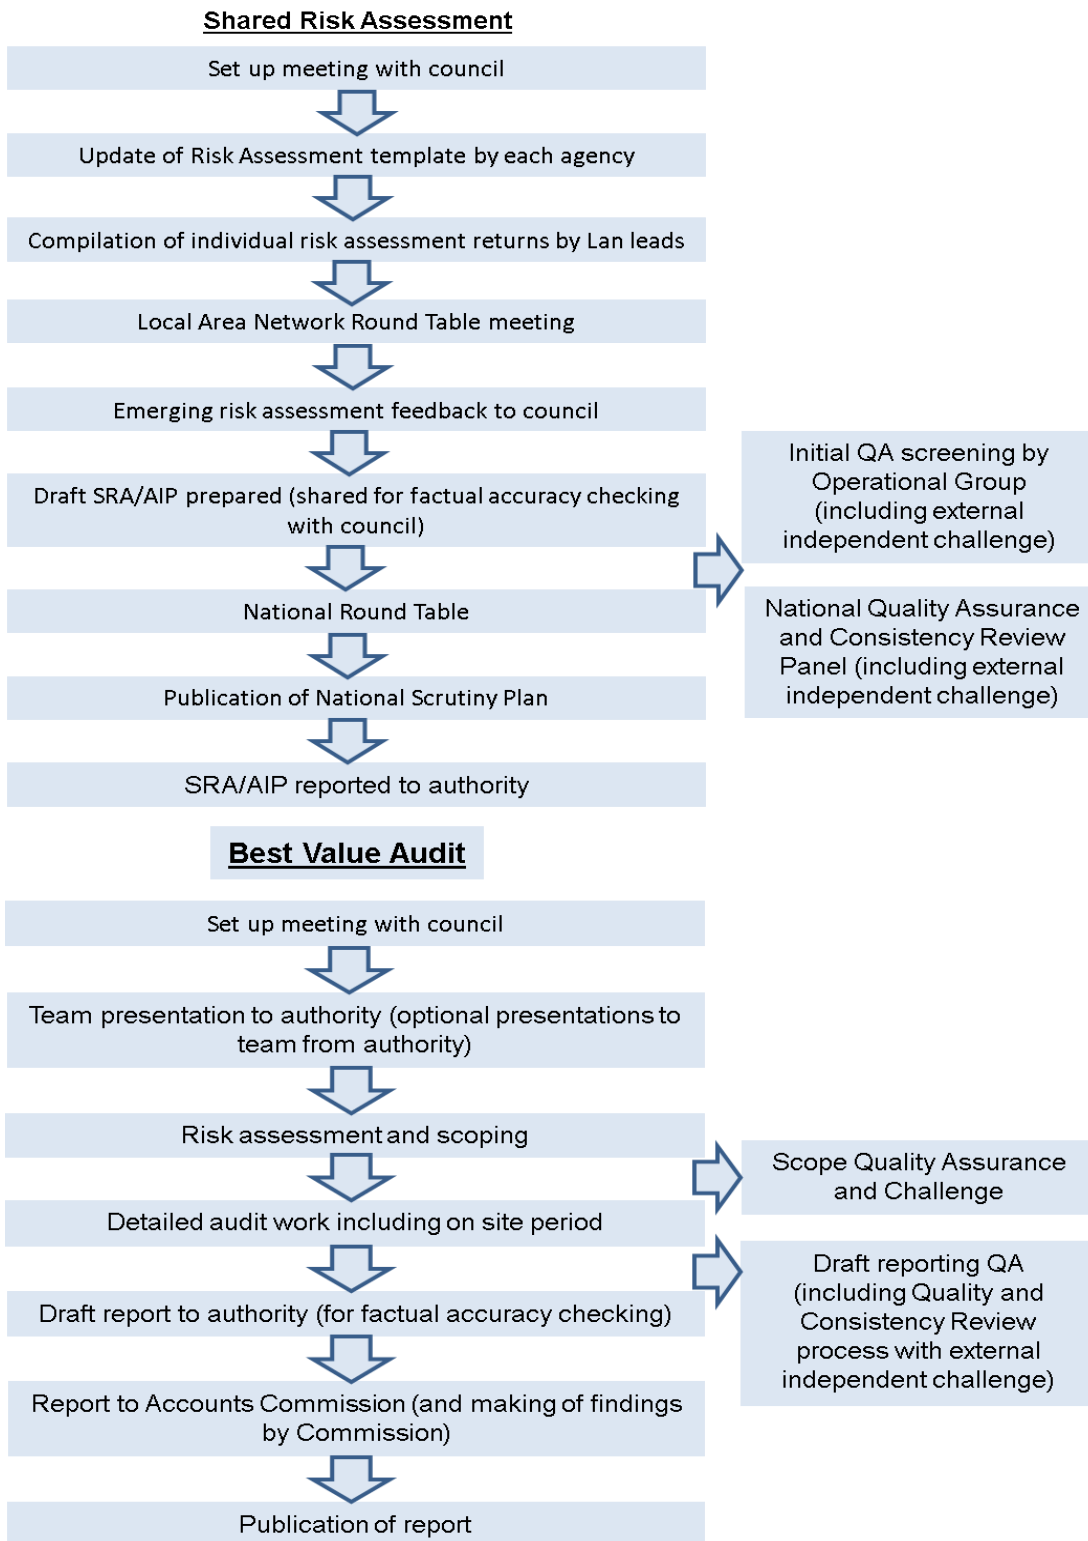 Shared Risk Assessment
Set up meeting with council
Update of Risk Assessment template by each agency
Compilation of individual risk assessment returns by Lan leads
Local Area Network Round Table meeting
Emerging risk assessment feedback to council
Draft SRA/AIP prepared (shared for factual accuracy checking
with council)
Initial QA screening by
Operational Group
(including external
independent challenge)
National Round Table
National Quality Assurance
and Consistency Review
Panel (including external
independent challenge)
Publication of National Scrutiny Plan
SRA/AIP reported to authority
Best Value Audit
Set up meeting with council
Team presentation to authority (optional presentations to
team from authority)
Risk assessment and scoping
Scope Quality Assurance
and Challenge
Detailed audit work including on site period
Draft reporting QA
(including Quality and
Consistency Review
process with external
independent challenge)
Draft report to authority (for factual accuracy checking)
Report to Accounts Commission (and making of findings
by Commission)
Publication of report